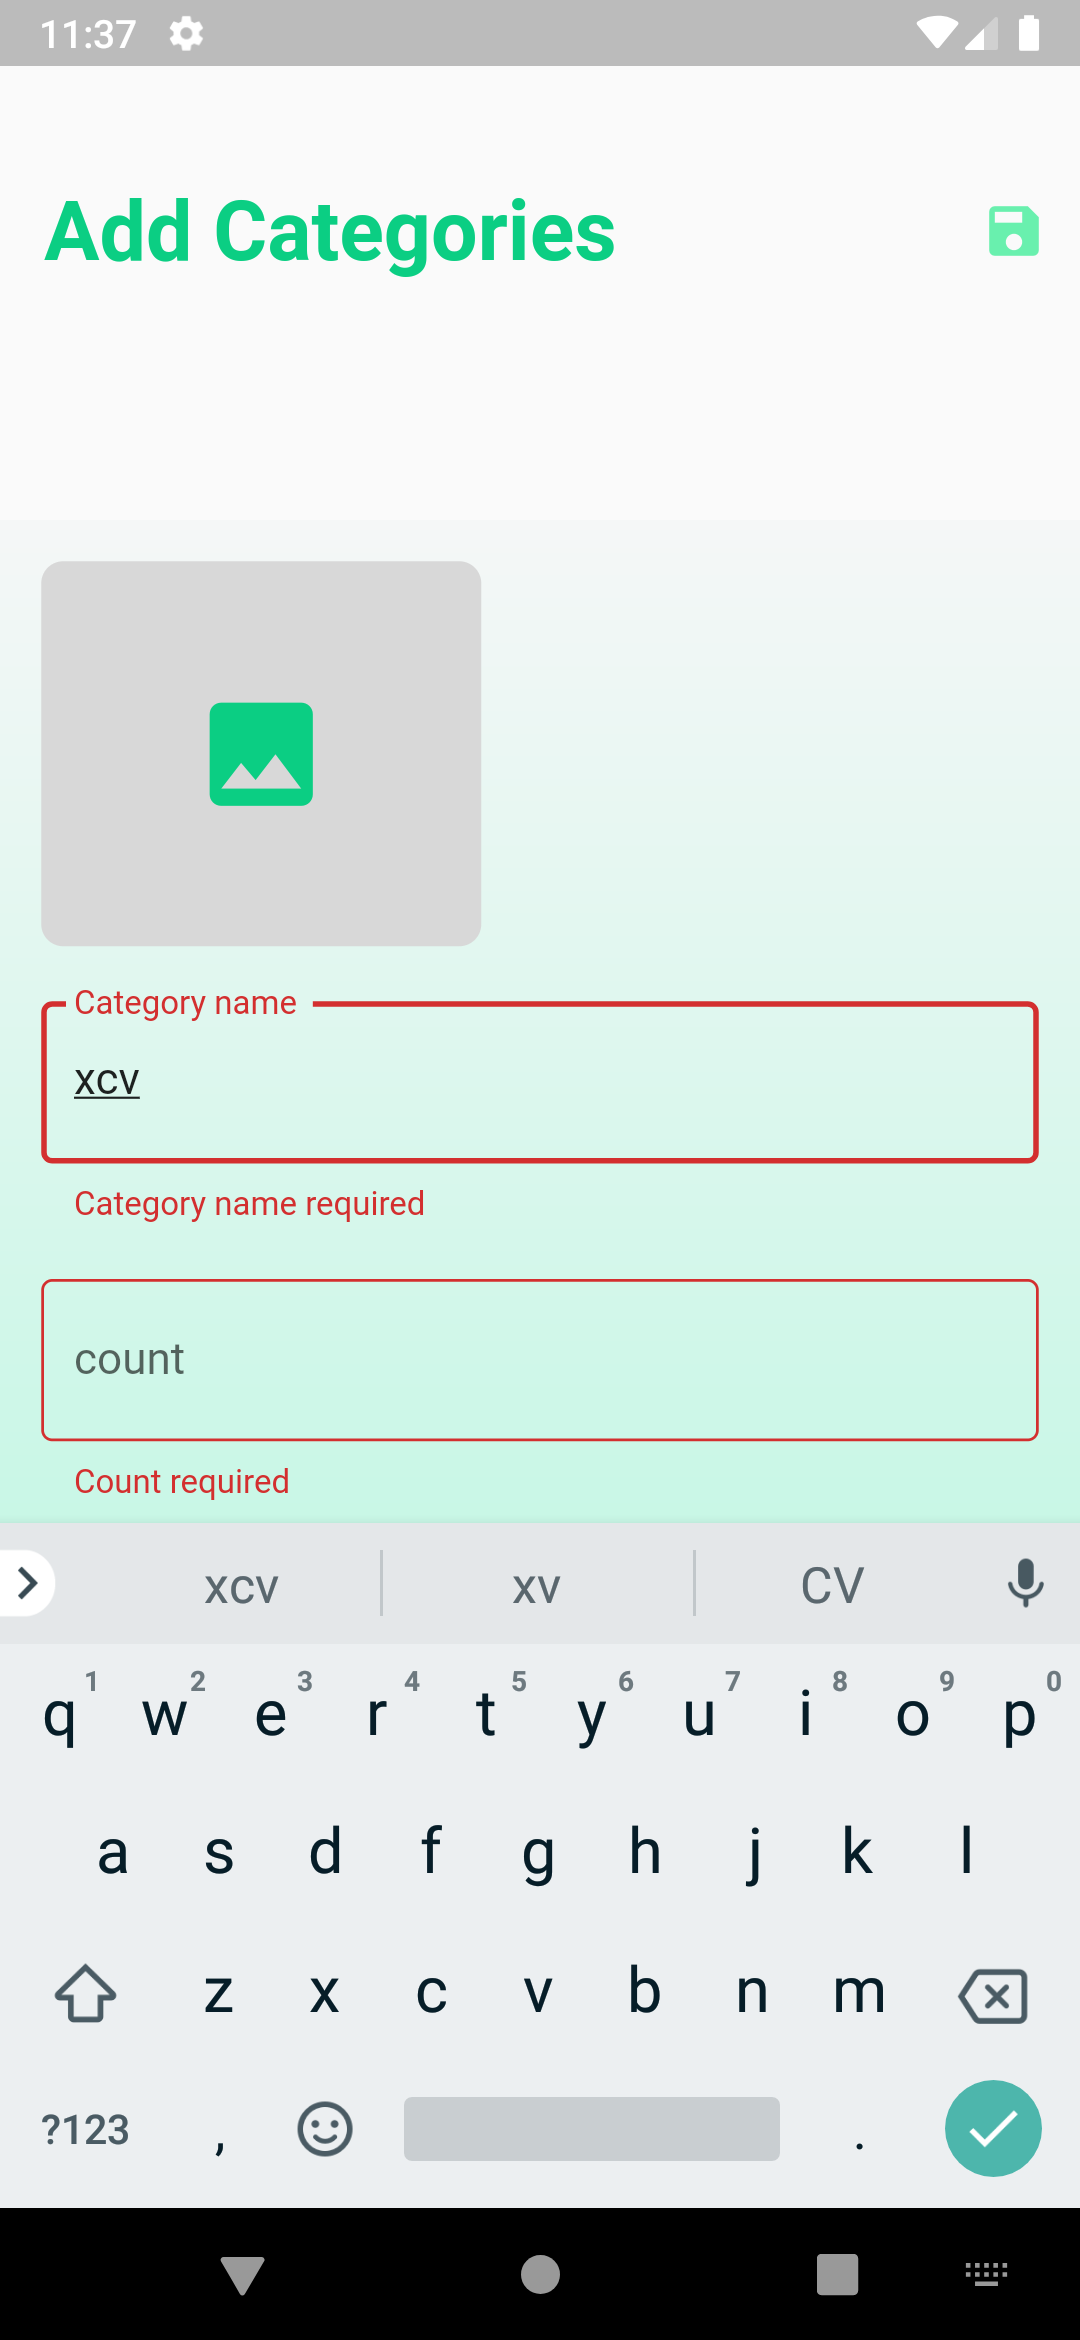 11:37
Add Categories
Category name
xcv
Category name required
count
Count required
xcv xv CV
q1 w2 e3 r4 t5 y6 u7 i8 o9 p0
a s d f g h j k l
z x c v b n m
?123 , .